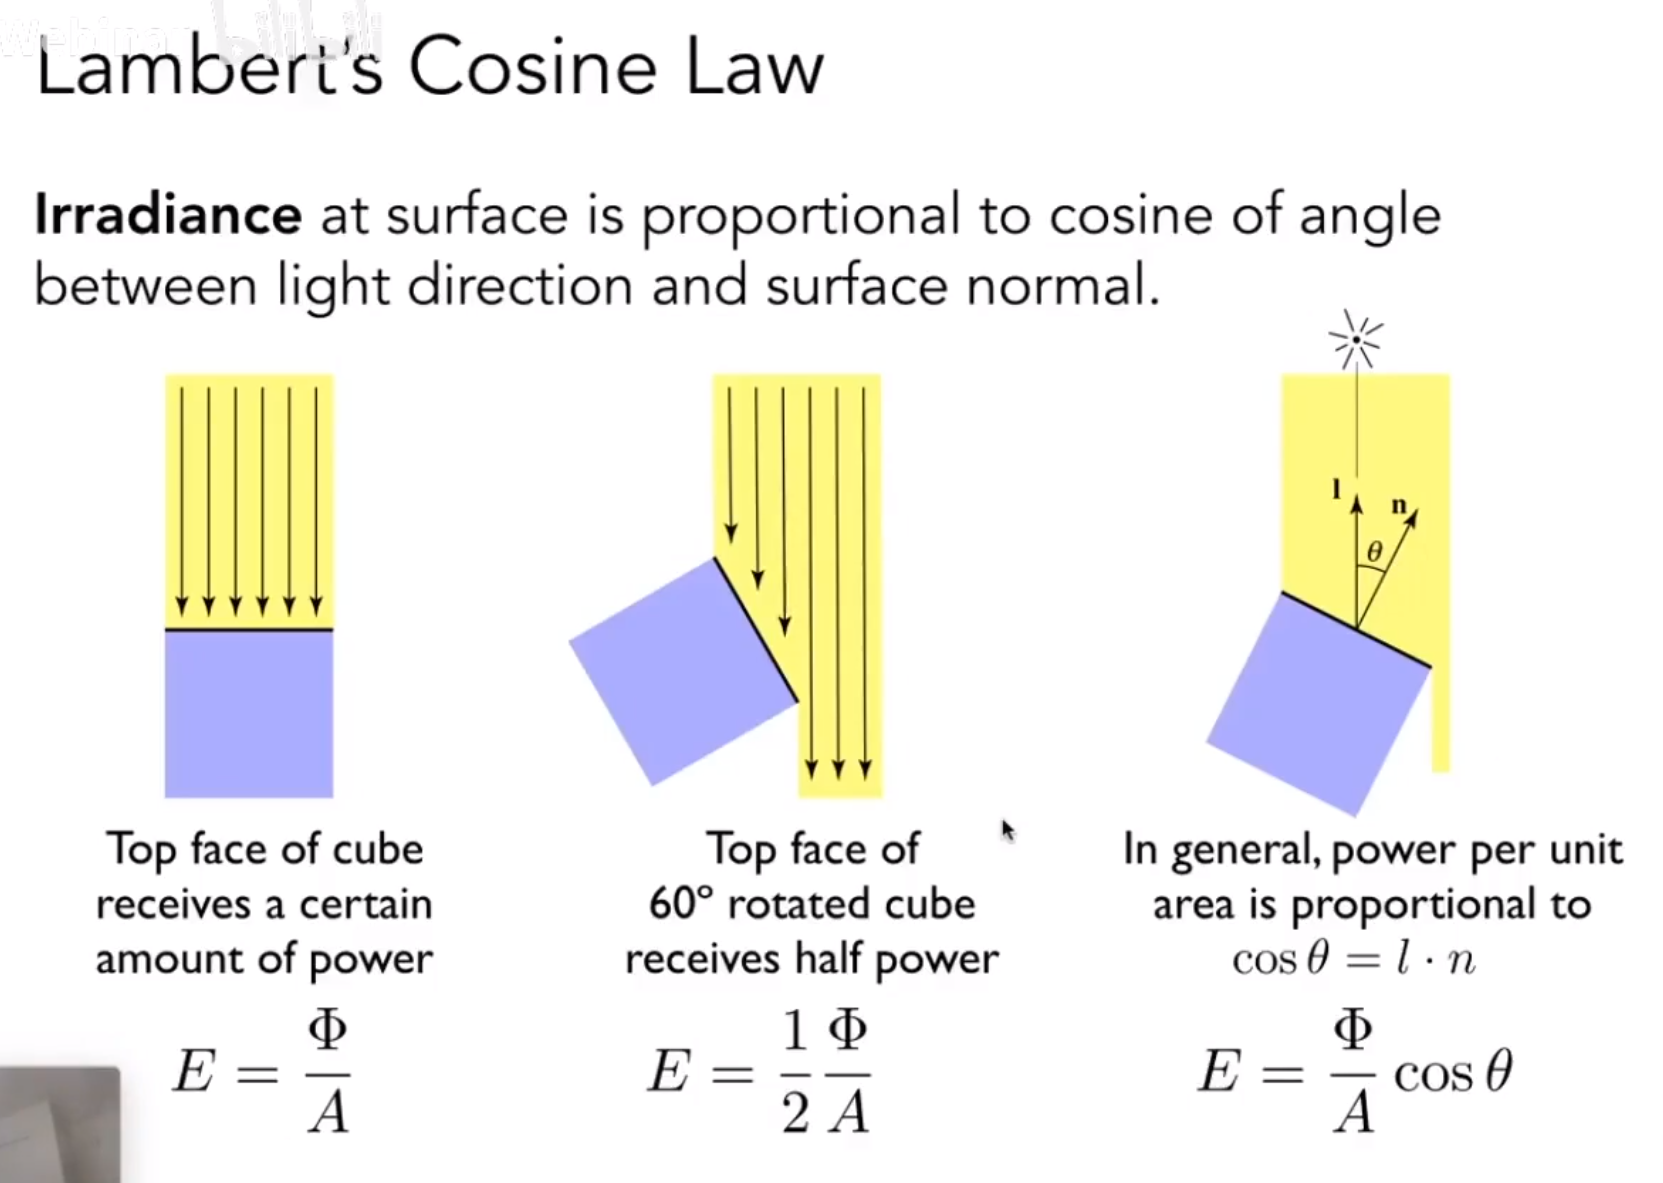 Webinar bilibili
Lambert's Cosine Law
Irradiance at surface is proportional to cosine of angle
between light direction and surface normal.
l n
θ
Top face of cube
receives a certain
amount of power
E = Φ/A
Top face of
60° rotated cube
receives half power
E = 1/2 Φ/A
In general, power per unit
area is proportional to
cos θ = l · n
E = Φ/A cos θ